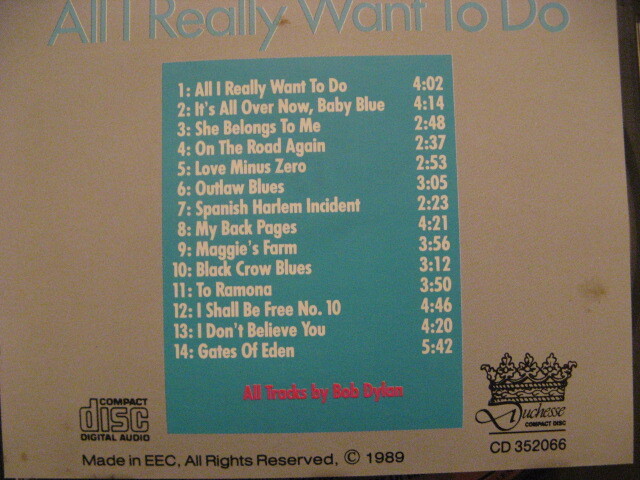 All I Really Want To Do
1: All I Really Want To Do 4:02
2: It's All Over Now, Baby Blue 4:14
3: She Belongs To Me 2:48
4: On The Road Again 2:37
5: Love Minus Zero 2:53
6: Outlaw Blues 3:05
7: Spanish Harlem Incident 2:23
8: My Back Pages 4:21
9: Maggie's Farm 3:56
10: Black Crow Blues 3:12
11: To Ramona 3:50
12: I Shall Be Free No. 10 4:46
13: I Don't Believe You 4:20
14: Gates Of Eden 5:42
All Tracks by Bob Dylan
COMPACT
disc
DIGITAL AUDIO
Duchesse
COMPACT DISC
CD 352066
Made in EEC, All Rights Reserved, © 1989